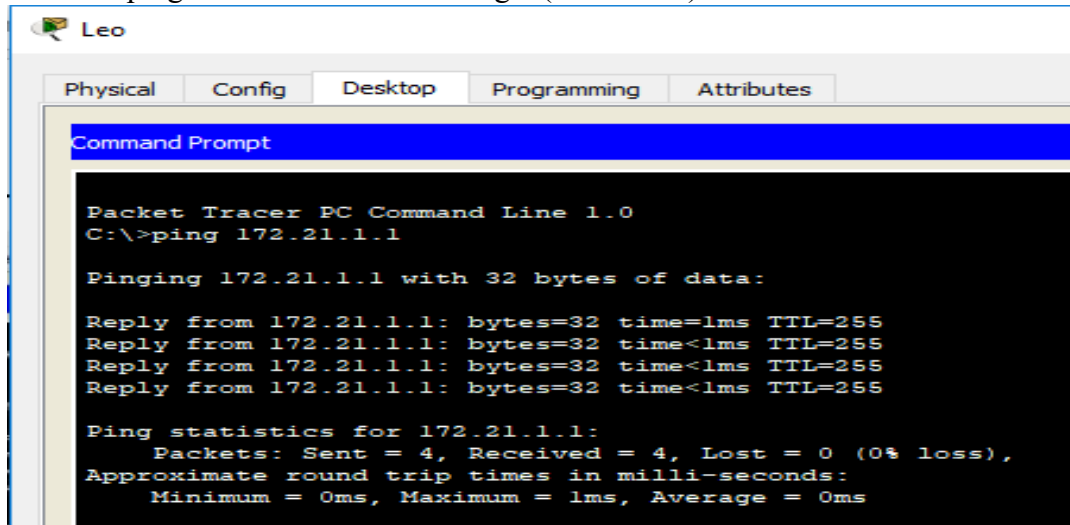 Leo
Physical Config Desktop Programming Attributes
Command Prompt
Packet Tracer PC Command Line 1.0
C:\>ping 172.21.1.1
Pinging 172.21.1.1 with 32 bytes of data:
Reply from 172.21.1.1: bytes=32 time=1ms TTL=255
Reply from 172.21.1.1: bytes=32 time<1ms TTL=255
Reply from 172.21.1.1: bytes=32 time<1ms TTL=255
Reply from 172.21.1.1: bytes=32 time<1ms TTL=255
Ping statistics for 172.21.1.1:
Packets: Sent = 4, Received = 4, Lost = 0 (0% loss),
Approximate round trip times in milli-seconds:
Minimum = 0ms, Maximum = 1ms, Average = 0ms